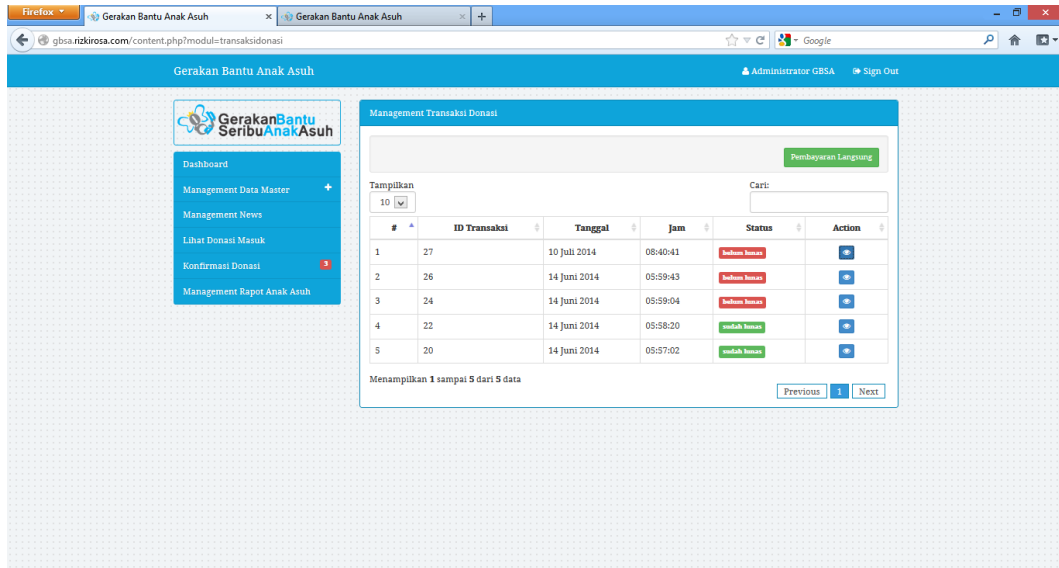 Firefox
Gerakan Bantu Anak Asuh × Gerakan Bantu Anak Asuh × +
gbsa.rizkirosa.com/content.php?modul=transaksidonasi Google
Gerakan Bantu Anak Asuh Administrator GBSA Sign Out
GerakanBantu
SeribuAnakAsuh
Dashboard
Management Data Master +
Management News
Lihat Donasi Masuk
Konfirmasi Donasi 3
Management Rapot Anak Asuh
Management Transaksi Donasi
Pembayaran Langsung
Tampilkan Cari:
10
# ID Transaksi Tanggal Jam Status Action
1 27 10 Juli 2014 08:40:41 belum lunas
2 26 14 Juni 2014 05:59:43 belum lunas
3 24 14 Juni 2014 05:59:04 belum lunas
4 22 14 Juni 2014 05:58:20 sudah lunas
5 20 14 Juni 2014 05:57:02 sudah lunas
Menampilkan 1 sampai 5 dari 5 data
Previous 1 Next